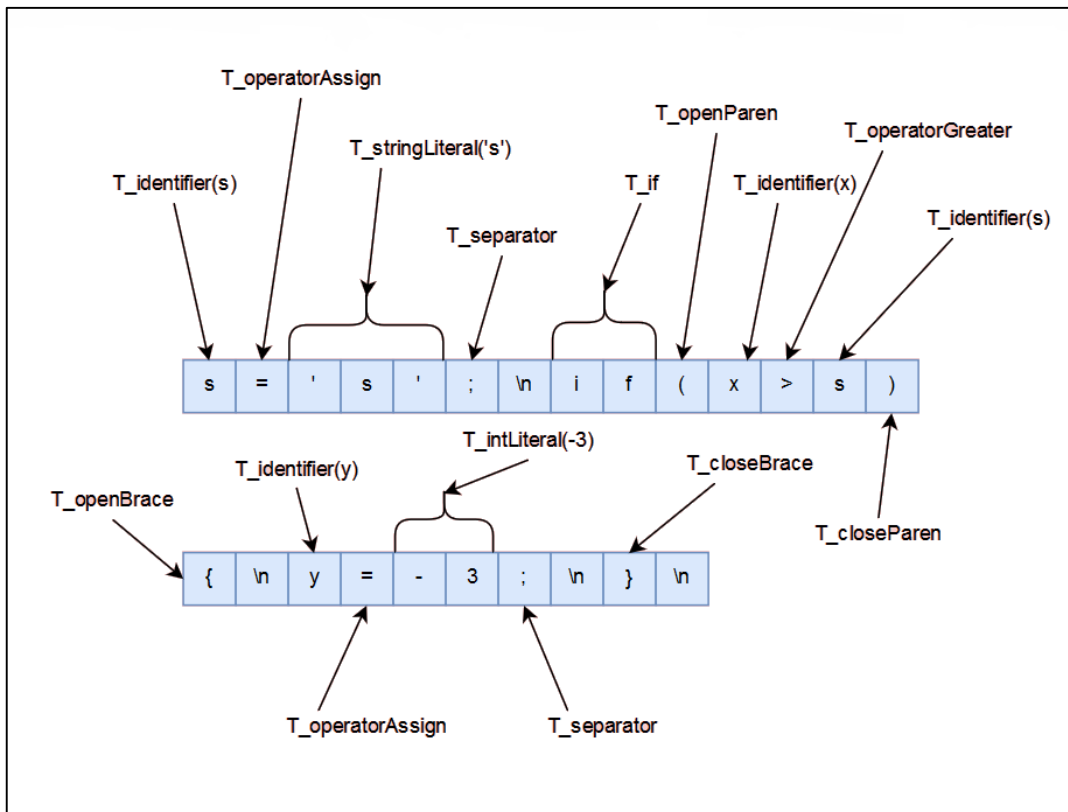 T_operatorAssign
T_openParen
T_operatorGreater
T_stringLiteral('s')
T_identifier(s)
T_if
T_identifier(x)
T_identifier(s)
T_separator
s = ' s ' ; \n i f ( x > s )
T_intLiteral(-3)
T_identifier(y)
T_closeBrace
T_openBrace
T_closeParen
{ \n y = - 3 ; \n } \n
T_operatorAssign
T_separator